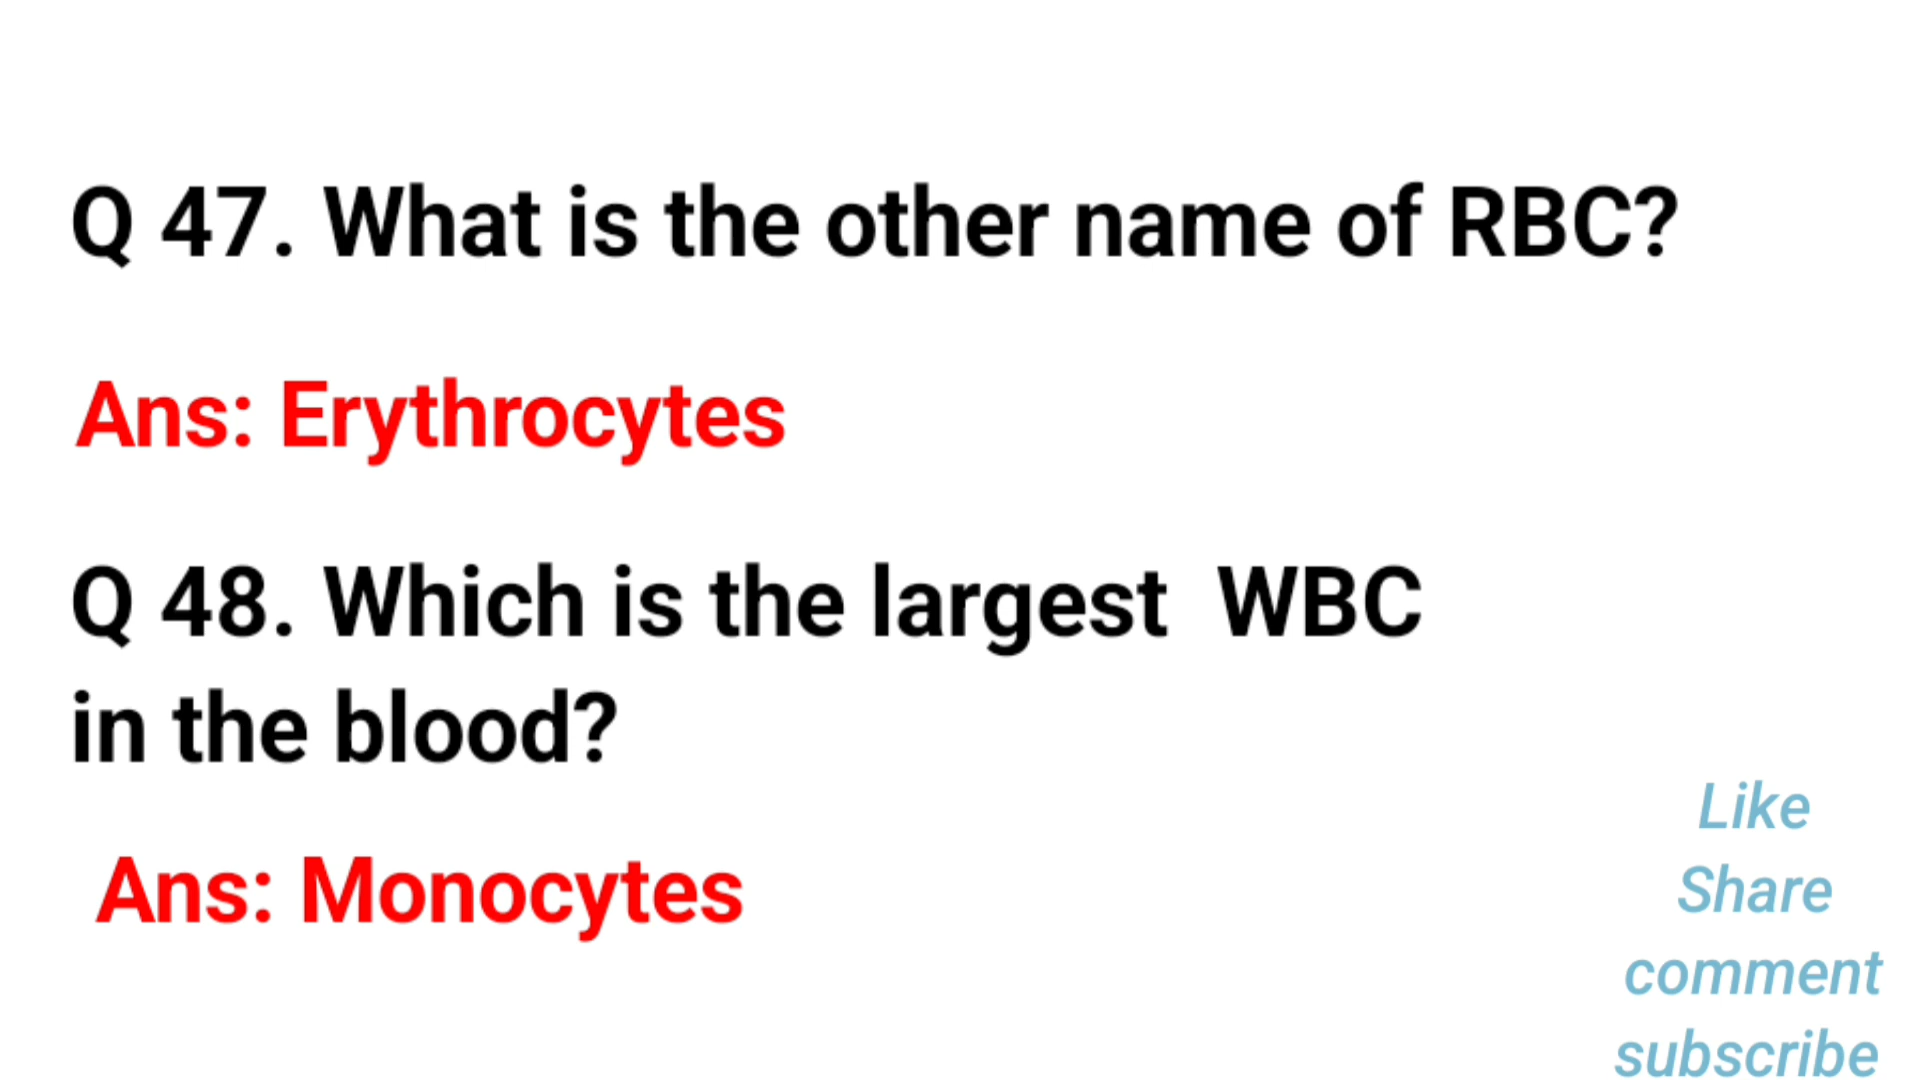 Q 47. What is the other name of RBC?
Ans: Erythrocytes
Q 48. Which is the largest  WBC
in the blood?
Ans: Monocytes
Like
Share
comment
subscribe